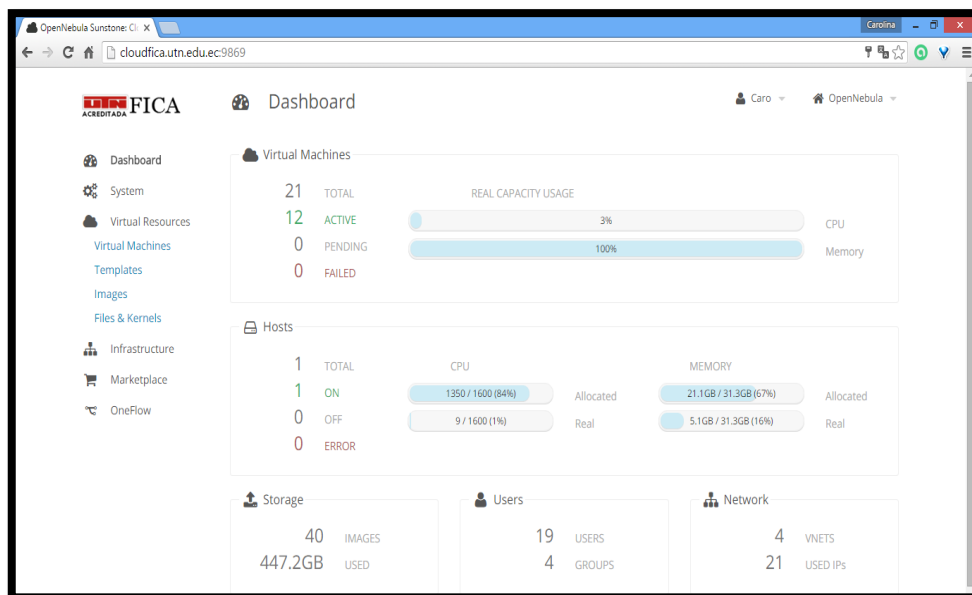 OpenNebula Sunstone: Cl
Carolina
cloudfica.utn.edu.ec:9869
UTN FICA
ACREDITADA
Dashboard
Caro
OpenNebula
Dashboard
System
Virtual Resources
Virtual Machines
Templates
Images
Files & Kernels
Infrastructure
Marketplace
OneFlow
Virtual Machines
21 TOTAL
REAL CAPACITY USAGE
12 ACTIVE
3% CPU
0 PENDING
100% Memory
0 FAILED
Hosts
1 TOTAL
CPU
MEMORY
1 ON
1350 / 1600 (84%) Allocated
21.1GB / 31.3GB (67%) Allocated
0 OFF
9 / 1600 (1%) Real
5.1GB / 31.3GB (16%) Real
0 ERROR
Storage
40 IMAGES
447.2GB USED
Users
19 USERS
4 GROUPS
Network
4 VNETS
21 USED IPs